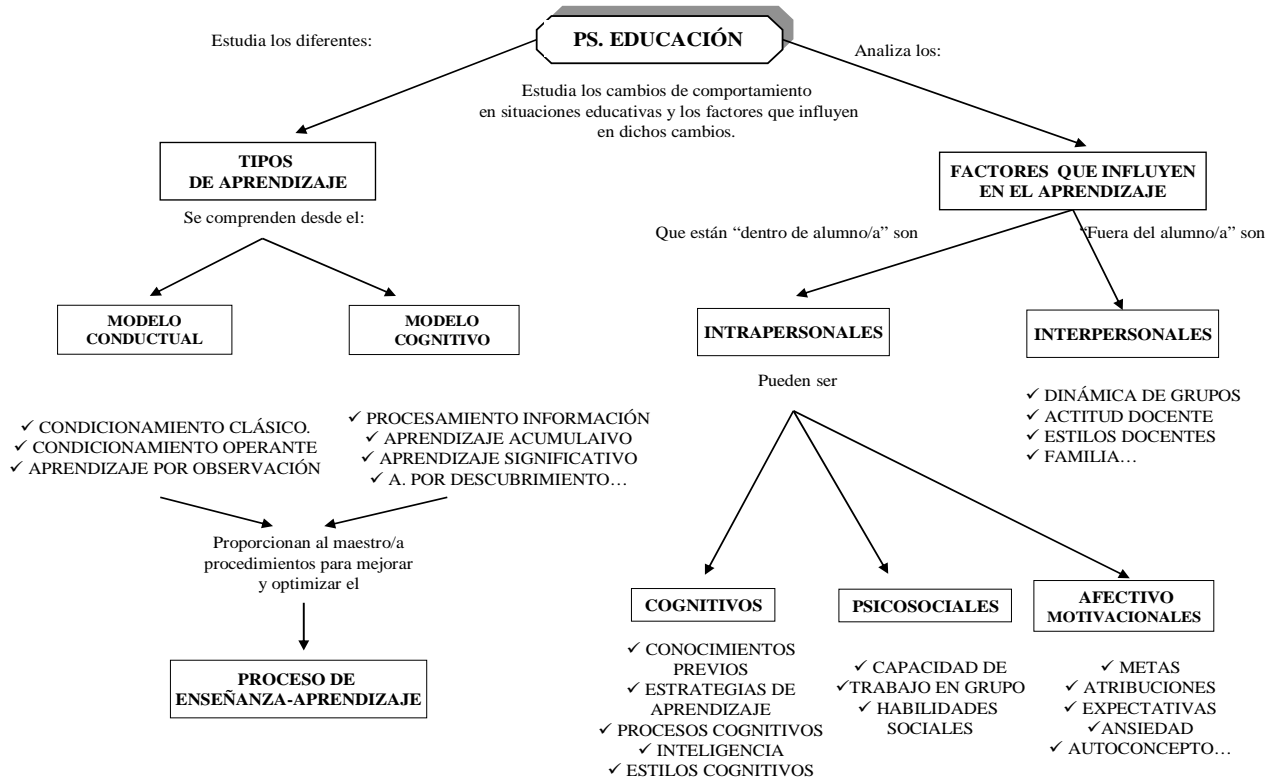 PS. EDUCACIÓN
Estudia los diferentes:
Analiza los:
Estudia los cambios de comportamiento
en situaciones educativas y los factores que influyen
en dichos cambios.
TIPOS
DE APRENDIZAJE
Se comprenden desde el:
MODELO
CONDUCTUAL
MODELO
COGNITIVO
✓ CONDICIONAMIENTO CLÁSICO.
✓ CONDICIONAMIENTO OPERANTE
✓ APRENDIZAJE POR OBSERVACIÓN
✓ PROCESAMIENTO INFORMACIÓN
✓ APRENDIZAJE ACUMULAIVO
✓ APRENDIZAJE SIGNIFICATIVO
✓ A. POR DESCUBRIMIENTO…
Proporcionan al maestro/a
procedimientos para mejorar
y optimizar el
PROCESO DE
ENSEÑANZA-APRENDIZAJE
FACTORES QUE INFLUYEN
EN EL APRENDIZAJE
Que están “dentro de alumno/a” son
“Fuera del alumno/a” son
INTRAPERSONALES
Pueden ser
INTERPERSONALES
✓ DINÁMICA DE GRUPOS
✓ ACTITUD DOCENTE
✓ ESTILOS DOCENTES
✓ FAMILIA…
COGNITIVOS
✓ CONOCIMIENTOS
PREVIOS
✓ ESTRATEGIAS DE
APRENDIZAJE
✓ PROCESOS COGNITIVOS
✓ INTELIGENCIA
✓ ESTILOS COGNITIVOS
PSICOSOCIALES
✓ CAPACIDAD DE
✓TRABAJO EN GRUPO
✓ HABILIDADES
SOCIALES
AFECTIVO
MOTIVACIONALES
✓ METAS
✓ ATRIBUCIONES
✓ EXPECTATIVAS
✓ANSIEDAD
✓ AUTOCONCEPTO…